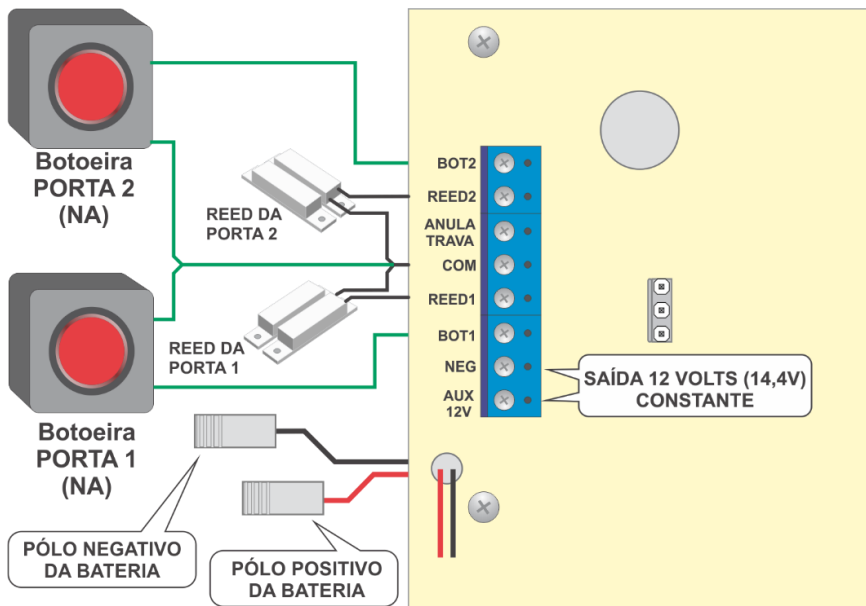 Botoeira
PORTA 2
(NA)
REED DA
PORTA 2
BOT2
REED2
ANULA
TRAVA
COM
REED1
BOT1
NEG
AUX
12V
REED DA
PORTA 1
Botoeira
PORTA 1
(NA)
SAÍDA 12 VOLTS (14,4V)
CONSTANTE
PÓLO NEGATIVO
DA BATERIA
PÓLO POSITIVO
DA BATERIA